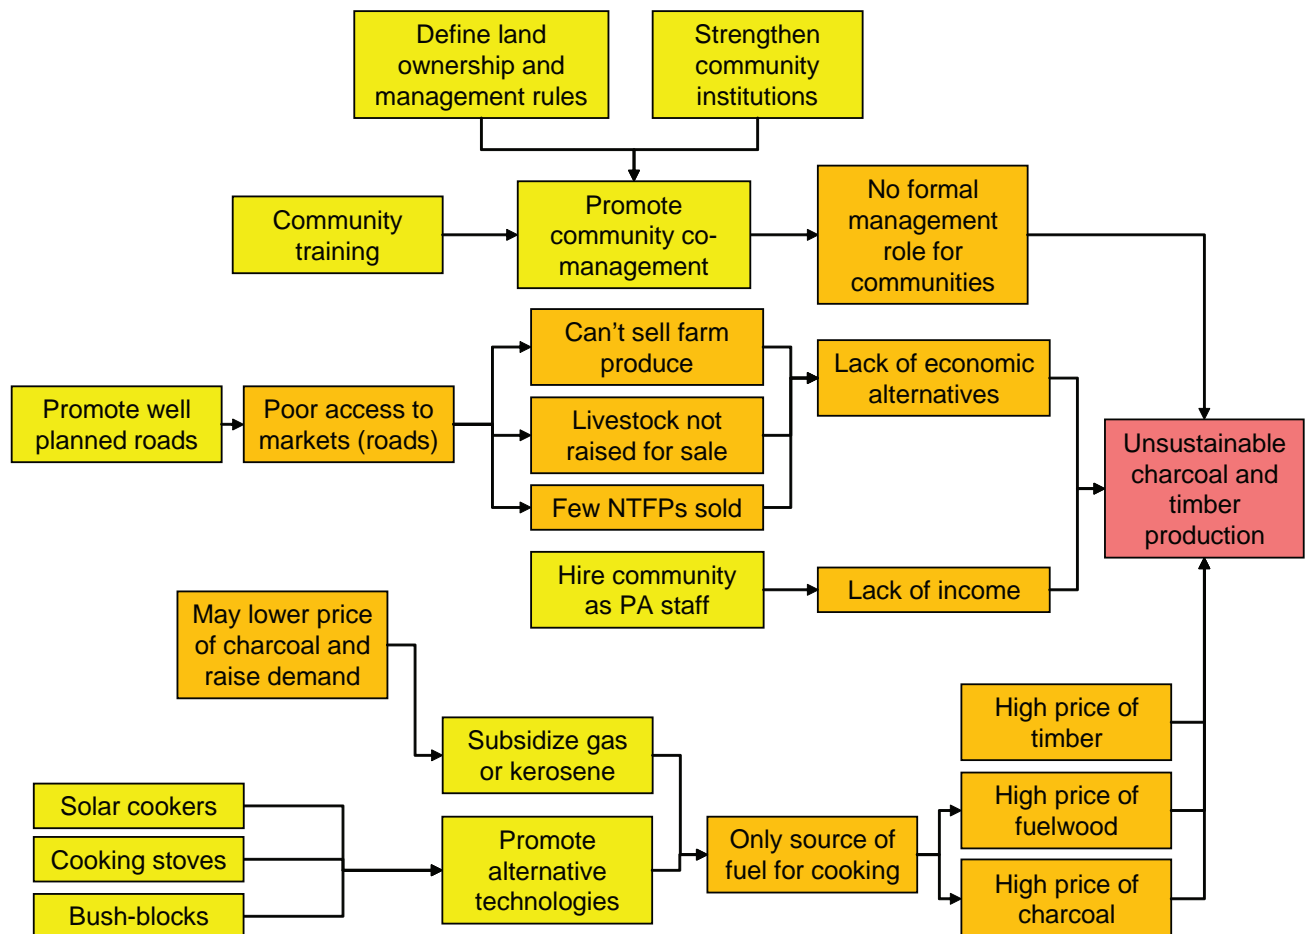 Define land
ownership and
management rules
Strengthen
community
institutions
Community
training
Promote
community co-
management
No formal
management
role for
communities
Can't sell farm
produce
Lack of economic
alternatives
Promote well
planned roads
Poor access to
markets (roads)
Livestock not
raised for sale
Unsustainable
charcoal and
timber
production
Few NTFPs sold
Hire community
as PA staff
Lack of income
May lower price
of charcoal and
raise demand
High price of
timber
Subsidize gas
or kerosene
Solar cookers
High price of
fuelwood
Cooking stoves
Promote
alternative
technologies
Only source of
fuel for cooking
Bush-blocks
High price of
charcoal